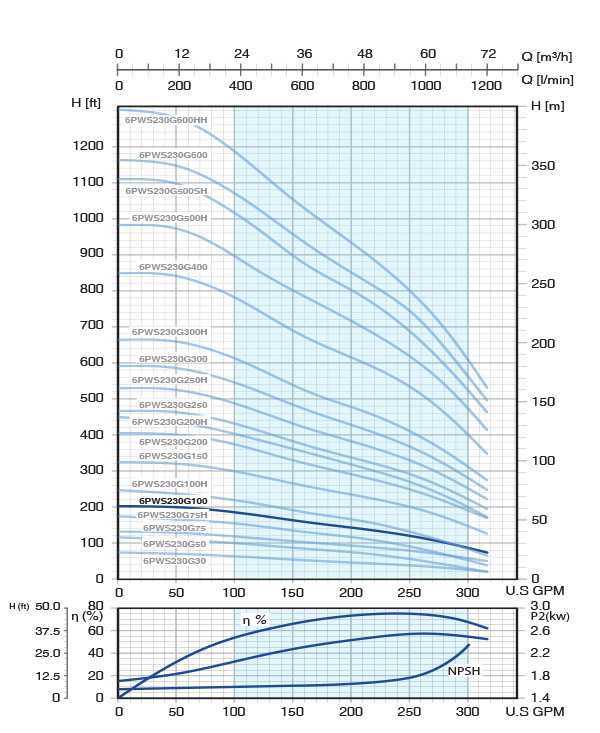 0 12 24 36 48 60 72 Q [m³/h]
0 200 400 600 800 1000 1200 Q [l/min]
H [ft] H [m]
6PWS230G600HH
1200
6PWS230G600
350
1100
6PWS230Gs00SH
1000
6PWS230Gs00H
300
900
6PWS230G400
250
800
700
6PWS230G300H
200
600
6PWS230G300
6PWS230G2s0H
500
150
6PWS230G2s0
6PWS230G200H
400
6PWS230G200
6PWS230G1s0
100
300
6PWS230G100H
6PWS230G100
200
6PWS230G7sH
50
6PWS230G7s
100
6PWS230Gs0
6PWS230G30
0 0
0 50 100 150 200 250 300 U.S GPM
H (ft) 50.0 η (%) 80 3.0 P2(kw)
η %
37.5 60 2.6
25.0 40 2.2
NPSH
12.5 20 1.8
0 0 1.4
0 50 100 150 200 250 300 U.S GPM